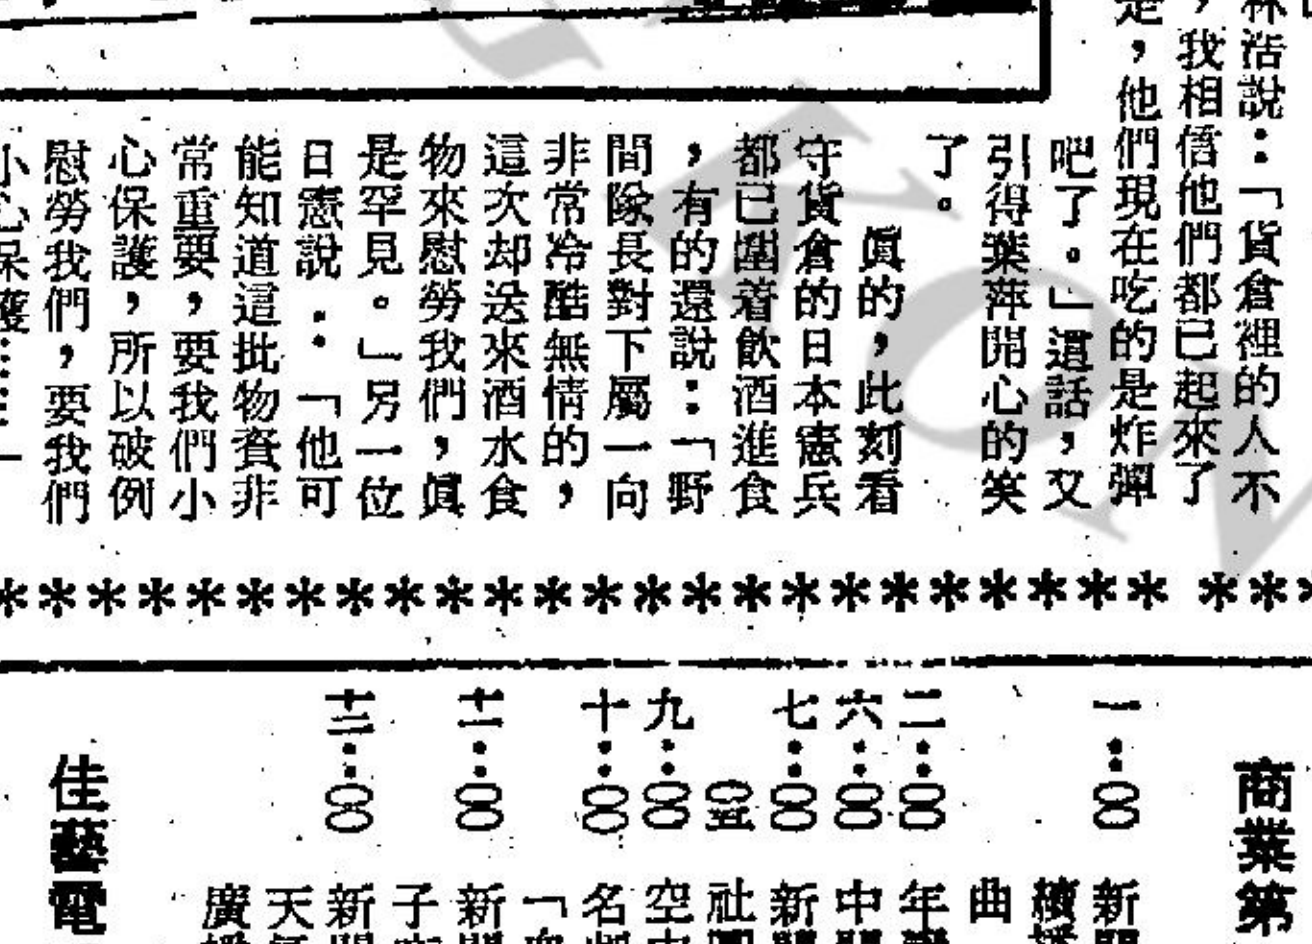 林浩說：「貨倉裡的人不
，我相信他們都已起來了
是，他們現在吃的是炸彈
吧了。」這話，又
引得葉萍開心的笑
了。
眞的，此刻看
守貨倉的日本憲兵
都已圍着飲酒進食
，有的還說：「野
間隊長對下屬一向
非常冷酷無情的，
這次却送來酒水食
物來慰勞我們，眞
是罕見。」另一位
日憲說：「他可
能知道這批物資非
常重要，要我們小
心保護，所以破例
慰勞我們，要我們
小心保護……」
＊＊＊＊＊＊＊＊＊＊＊＊＊＊＊＊＊＊＊＊＊＊＊＊＊＊＊
商業第
一：００ 新聞
續播
曲
二：００ 年
六：００ 中
七：００ 新
社
九：００ 空中
十：００ 名
「
十一：００ 新聞
子
十二：００ 新聞
天氣
廣播
佳藝電